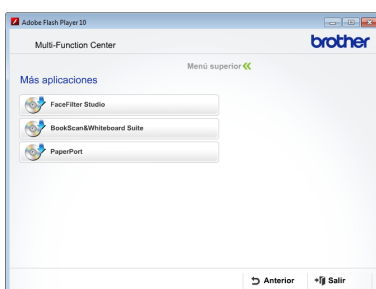 Adobe Flash Player 10
Multi-Function Center
brother
Menú superior
Más aplicaciones
FaceFilter Studio
BookScan&Whiteboard Suite
PaperPort
Anterior
Salir